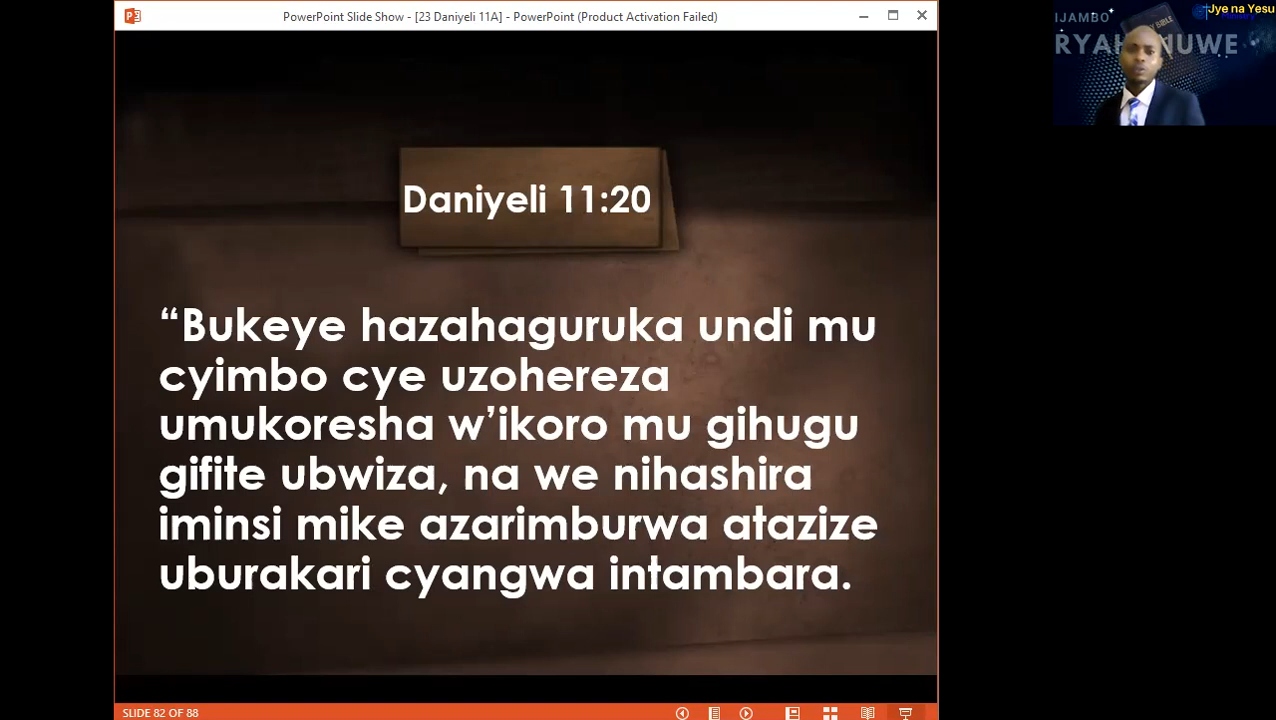 PowerPoint Slide Show - [23 Daniyeli 11A] - PowerPoint (Product Activation Failed)
Daniyeli 11:20
“Bukeye hazahaguruka undi mu
cyimbo cye uzohereza
umukoresha w’ikoro mu gihugu
gifite ubwiza, na we nihashira
iminsi mike azarimburwa atazize
uburakari cyangwa intambara.
SLIDE 82 OF 88
IJAMBO
Jye na Yesu
Ministry
BIBLE